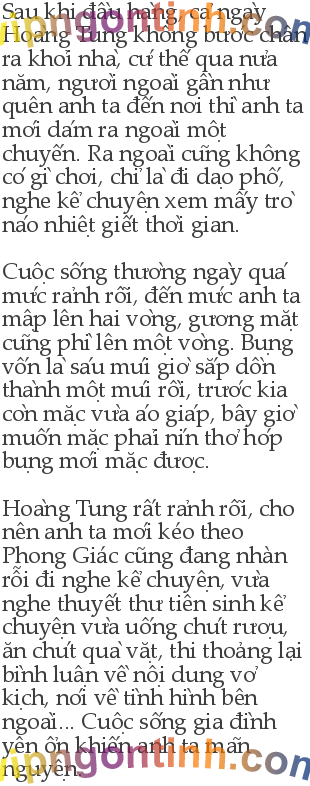 Sau khi đầu hàng, cả ngày
Hoàng Tung không bước chân
ra khỏi nhà, cứ thế qua nửa
năm, người ngoài gần như
quên anh ta đến nơi thì anh ta
mới dám ra ngoài một
chuyến. Ra ngoài cũng không
có gì chơi, chỉ là đi dạo phố,
nghe kể chuyện xem mấy trò
náo nhiệt giết thời gian.

Cuộc sống thường ngày quá
mức rảnh rỗi, đến mức anh ta
mập lên hai vòng, gương mặt
cũng phì lên một vòng. Bụng
vốn là sáu múi giờ sắp dồn
thành một múi rồi, trước kia
còn mặc vừa áo giáp, bây giờ
muốn mặc phải nín thở hóp
bụng mới mặc được.

Hoàng Tung rất rảnh rỗi, cho
nên anh ta mới kéo theo
Phong Giác cũng đang nhàn
rỗi đi nghe kể chuyện, vừa
nghe thuyết thư tiên sinh kể
chuyện vừa uống chút rượu,
ăn chút quà vặt, thi thoảng lại
bình luận về nội dung vở
kịch, nói về tình hình bên
ngoài... Cuộc sống gia đình
yên ổn khiến anh ta mãn
nguyện.
vipngontinh.com
vipngontinh.com